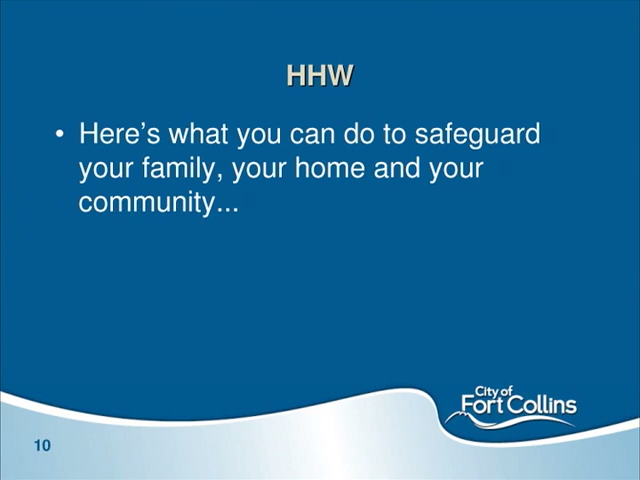 HHW
• Here’s what you can do to safeguard
your family, your home and your
community...
City of
Fort Collins
10